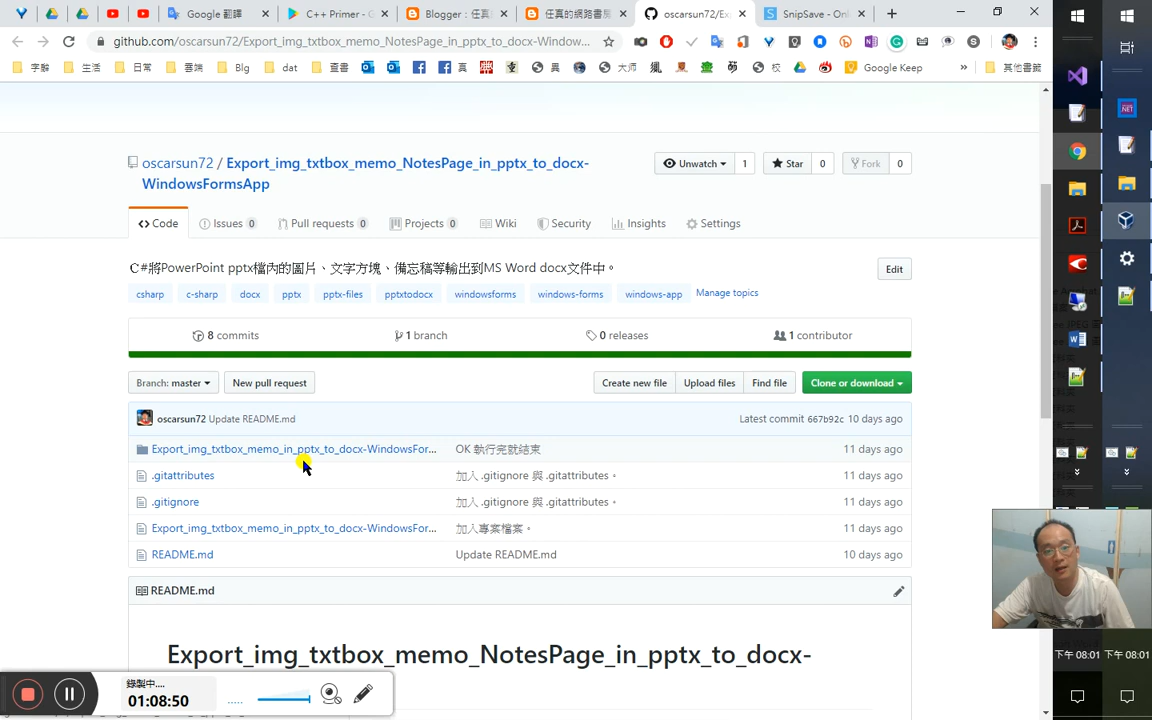 Google 翻譯
C++ Primer - G
Blogger：任真
任真的網路書房
oscarsun72/Ex
SnipSave - Onl
github.com/oscarsun72/Export_img_txtbox_memo_NotesPage_in_pptx_to_docx-Window...
字辭
生活
日常
雲端
Blg
dat
查書
真
異
大师
校
Google Keep
»
其他書籤
oscarsun72 / Export_img_txtbox_memo_NotesPage_in_pptx_to_docx-
WindowsFormsApp
Unwatch 1
Star 0
Fork 0
Code
Issues 0
Pull requests 0
Projects 0
Wiki
Security
Insights
Settings
C#將PowerPoint pptx檔內的圖片、文字方塊、備忘稿等輸出到MS Word docx文件中。
Edit
csharp c-sharp docx pptx pptx-files pptxtodocx windowsforms windows-forms windows-app Manage topics
8 commits 1 branch 0 releases 1 contributor
Branch: master New pull request Create new file Upload files Find file Clone or download
oscarsun72 Update README.md Latest commit 667b92c 10 days ago
Export_img_txtbox_memo_in_pptx_to_docx-WindowsFor... OK 執行完就結束 11 days ago
.gitattributes 加入 .gitignore 與 .gitattributes。 11 days ago
.gitignore 加入 .gitignore 與 .gitattributes。 11 days ago
Export_img_txtbox_memo_in_pptx_to_docx-WindowsFor... 加入專案檔案。 11 days ago
README.md Update README.md 10 days ago
README.md
Export_img_txtbox_memo_NotesPage_in_pptx_to_docx-
錄製中....
01:08:50
下午 08:01 下午 08:01